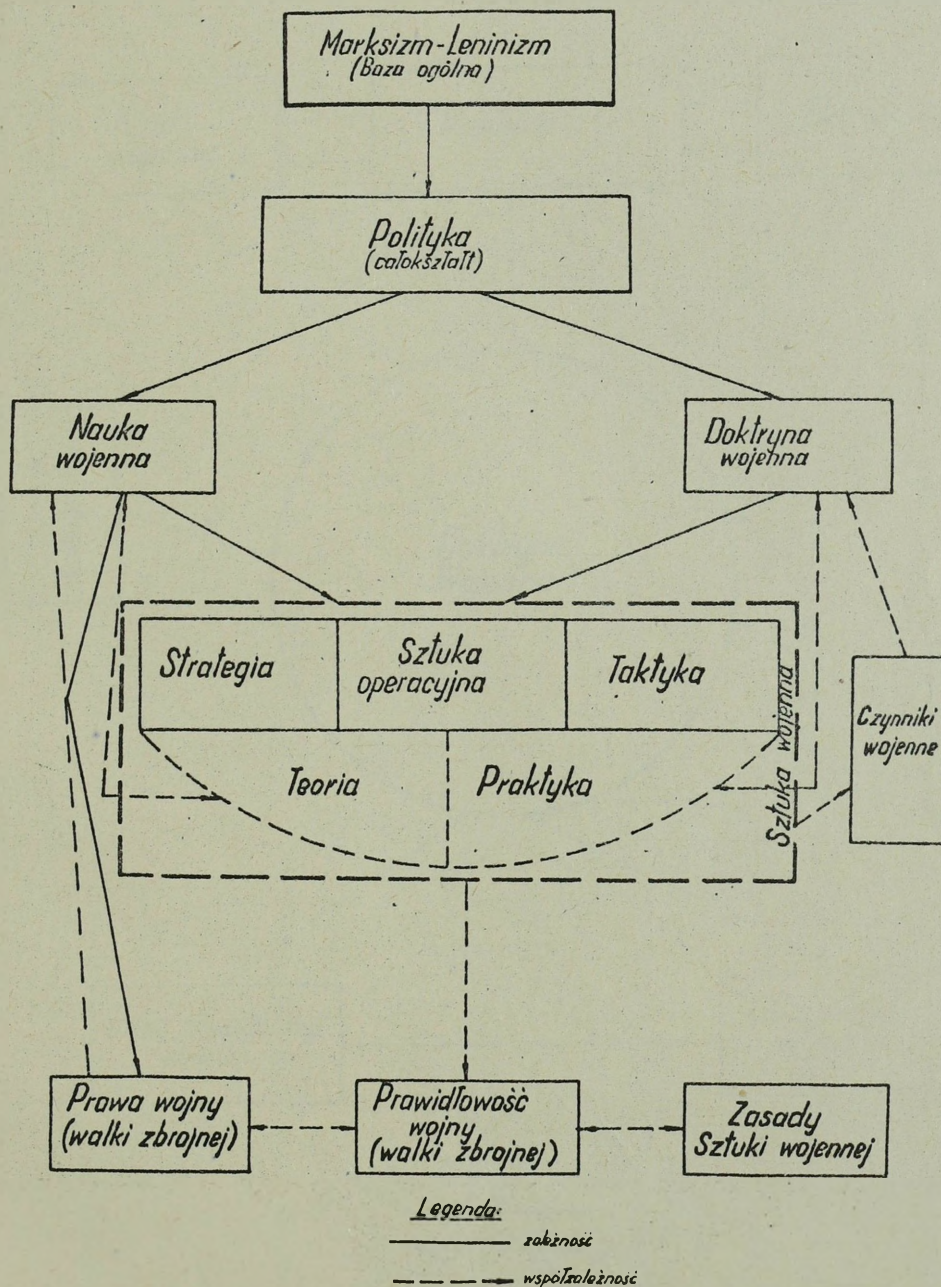 Marksizm-Leninizm
(Baza ogólna)
Polityka
(całokształt)
Nauka
wojenna
Doktryna
wojenna
Strategia
Sztuka
operacyjna
Taktyka
Teoria
Praktyka
Sztuka wojenna
Czynniki
wojenne
Prawa wojny
(walki zbrojnej)
Prawidłowość
wojny
(walki zbrojnej)
Zasady
Sztuki wojennej
Legenda:
zależność
współzależność